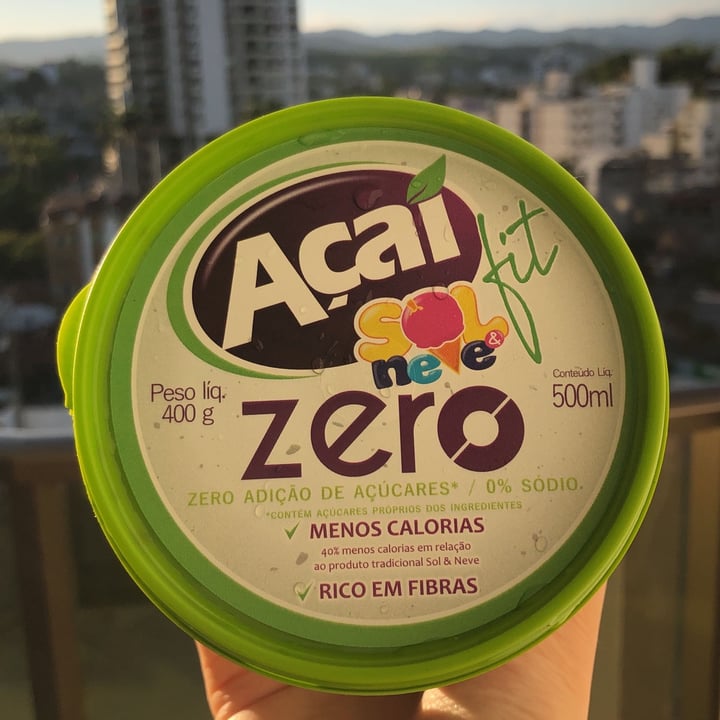 Açaí
fit
SOL
&
neve
Peso líq.
400 g
Conteúdo Líq.
500ml
zero
ZERO ADIÇÃO DE AÇÚCARES* / 0% SÓDIO.
*CONTÉM AÇÚCARES PRÓPRIOS DOS INGREDIENTES
MENOS CALORIAS
40% menos calorias em relação
ao produto tradicional Sol & Neve
RICO EM FIBRAS